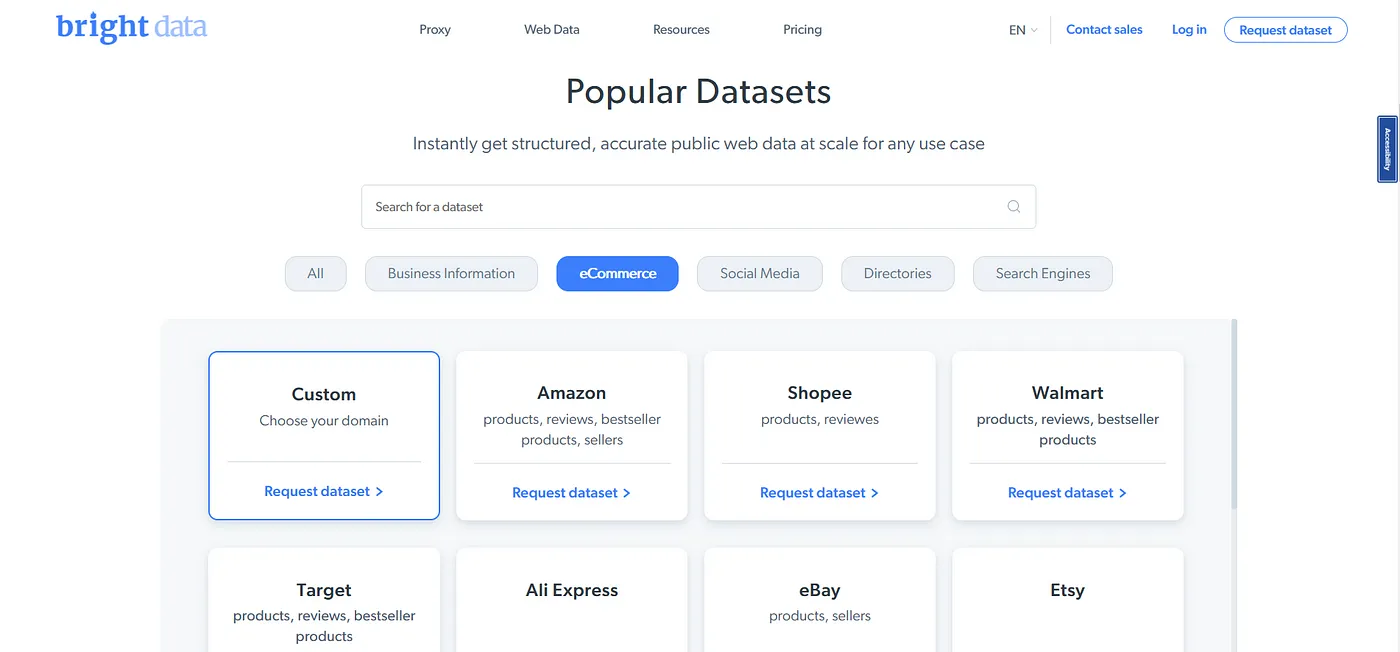 bright data
Proxy
Web Data
Resources
Pricing
EN
Contact sales
Log in
Request dataset
Popular Datasets
Instantly get structured, accurate public web data at scale for any use case
Accessibility
Search for a dataset
All
Business Information
eCommerce
Social Media
Directories
Search Engines
Custom
Choose your domain
Request dataset >
Amazon
products, reviews, bestseller
products, sellers
Request dataset >
Shopee
products, reviewes
Request dataset >
Walmart
products, reviews, bestseller
products
Request dataset >
Target
products, reviews, bestseller
products
Ali Express
eBay
products, sellers
Etsy